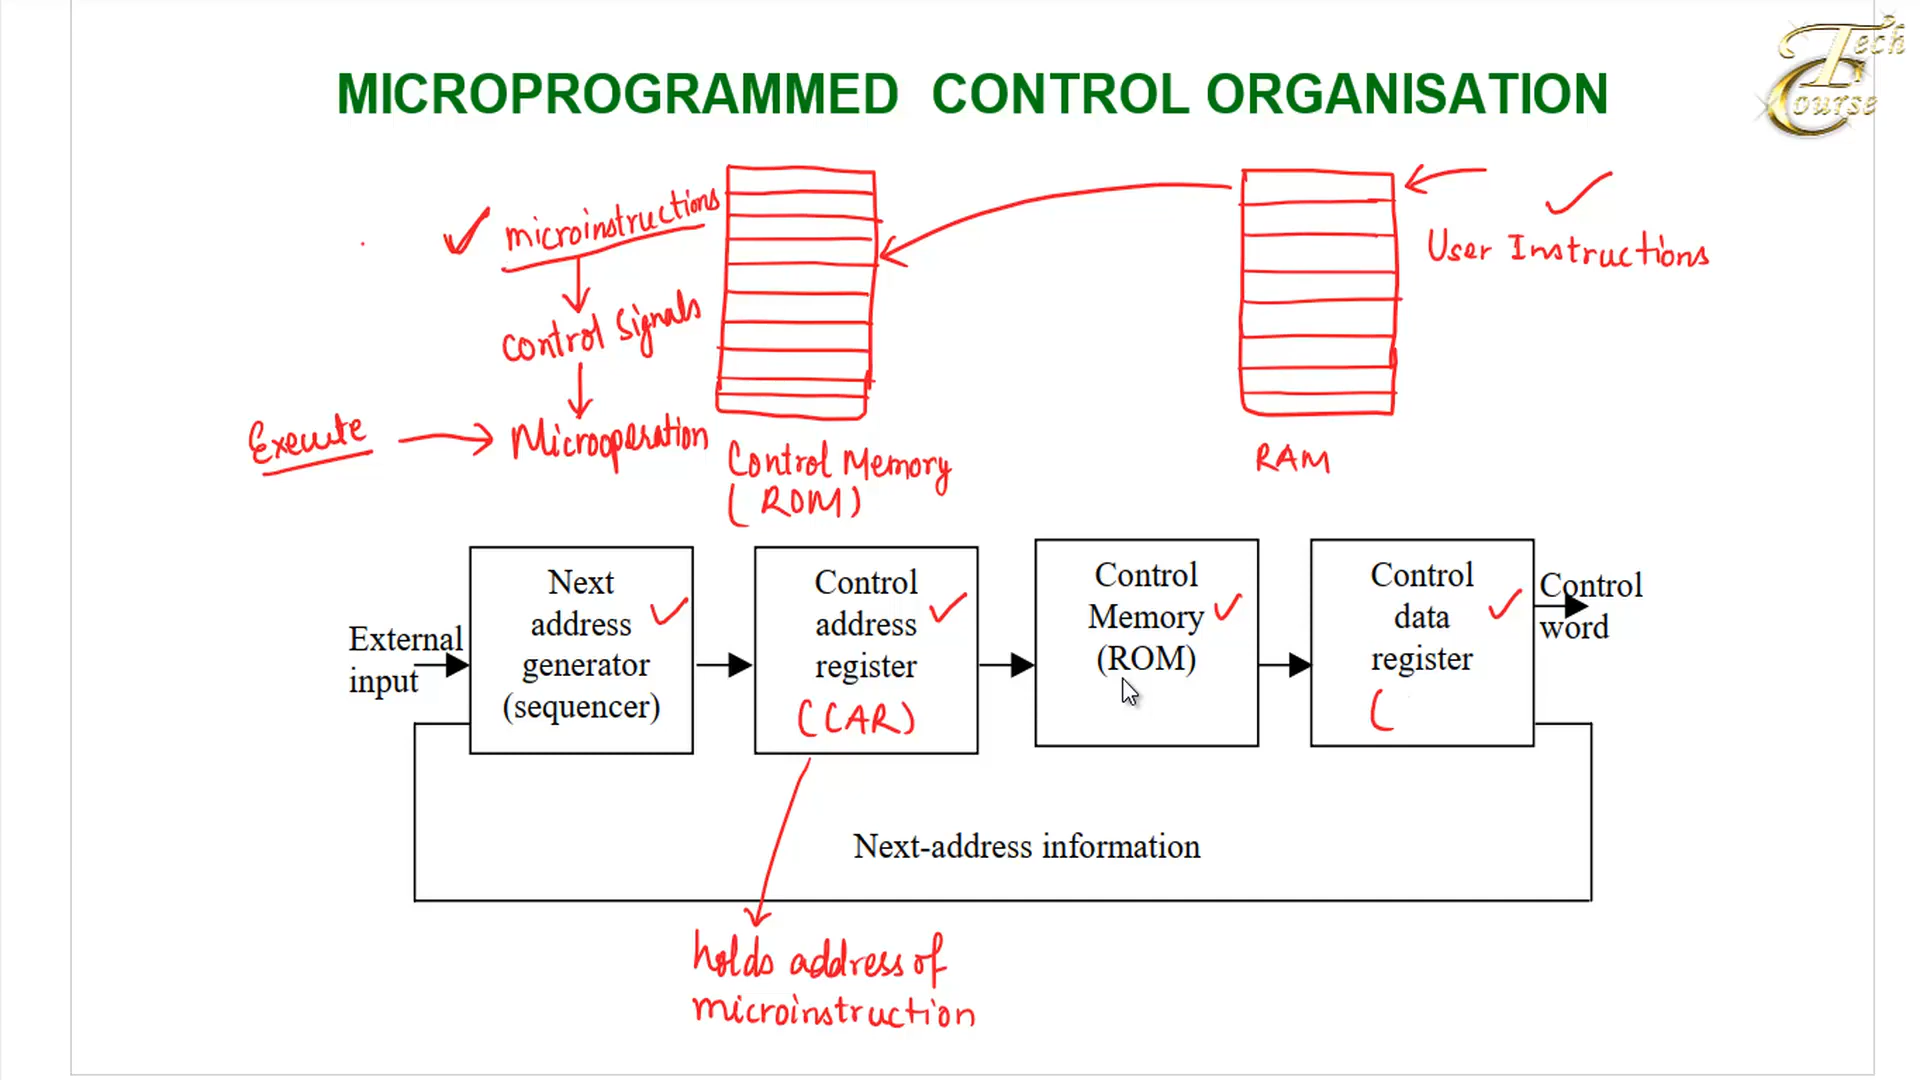 Tech
Course
MICROPROGRAMMED CONTROL ORGANISATION
microinstructions
Control Signals
Execute
Microoperation
Control Memory
(ROM)
User Instructions
RAM
External
input
Next
address
generator
(sequencer)
Control
address
register
(CAR)
Control
Memory
(ROM)
Control
data
register
(
Control
word
Next-address information
holds address of
microinstruction